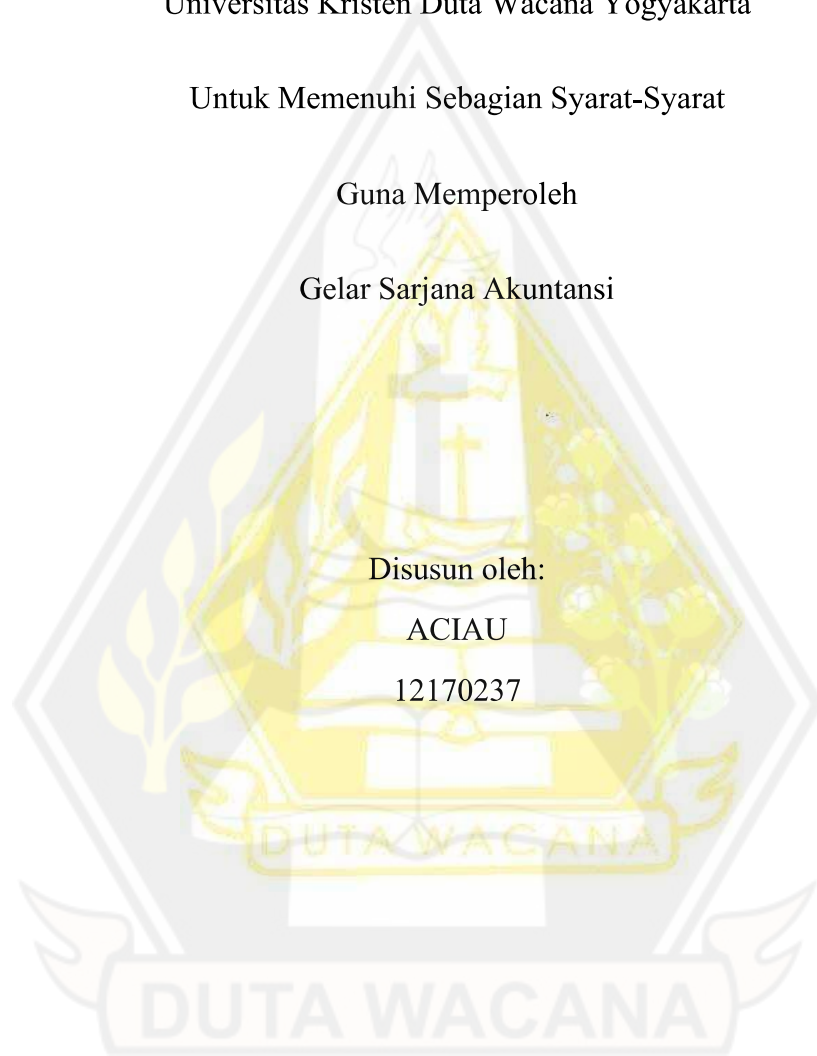 Universitas Kristen Duta Wacana Yogyakarta
Untuk Memenuhi Sebagian Syarat-Syarat
Guna Memperoleh
Gelar Sarjana Akuntansi
Disusun oleh:
ACIAU
12170237
DUTA WACANA
DUTA WACANA